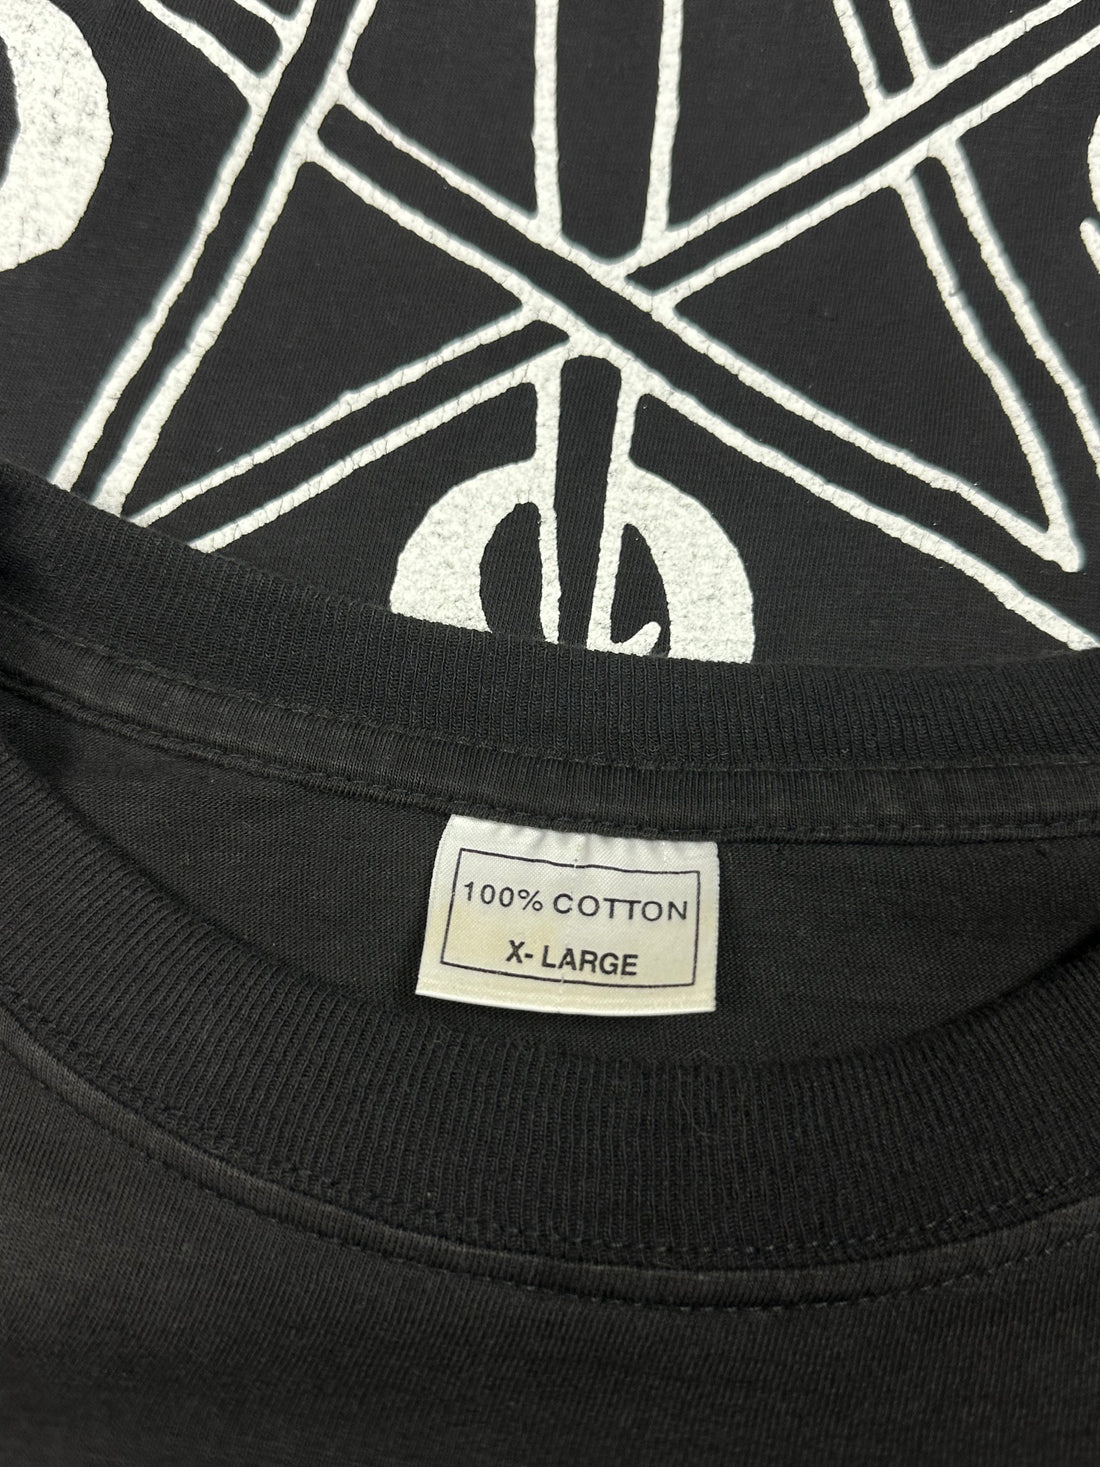 100% COTTON
X- LARGE